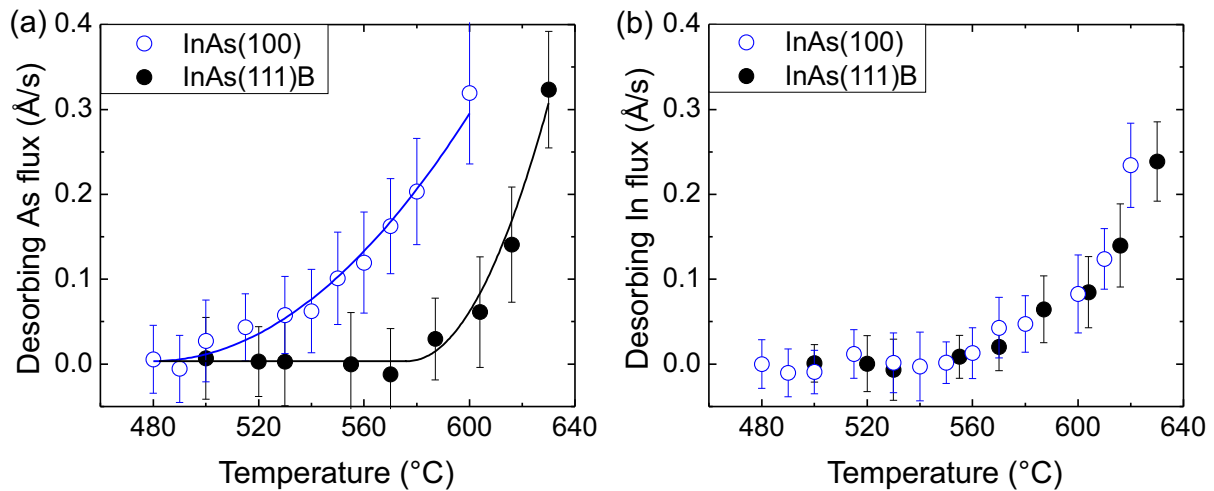 (a)
InAs(100)
InAs(111)B
Desorbing As flux (Å/s)
0.4
0.3
0.2
0.1
0.0
480 520 560 600 640
Temperature (°C)
(b)
InAs(100)
InAs(111)B
Desorbing In flux (Å/s)
0.4
0.3
0.2
0.1
0.0
480 520 560 600 640
Temperature (°C)